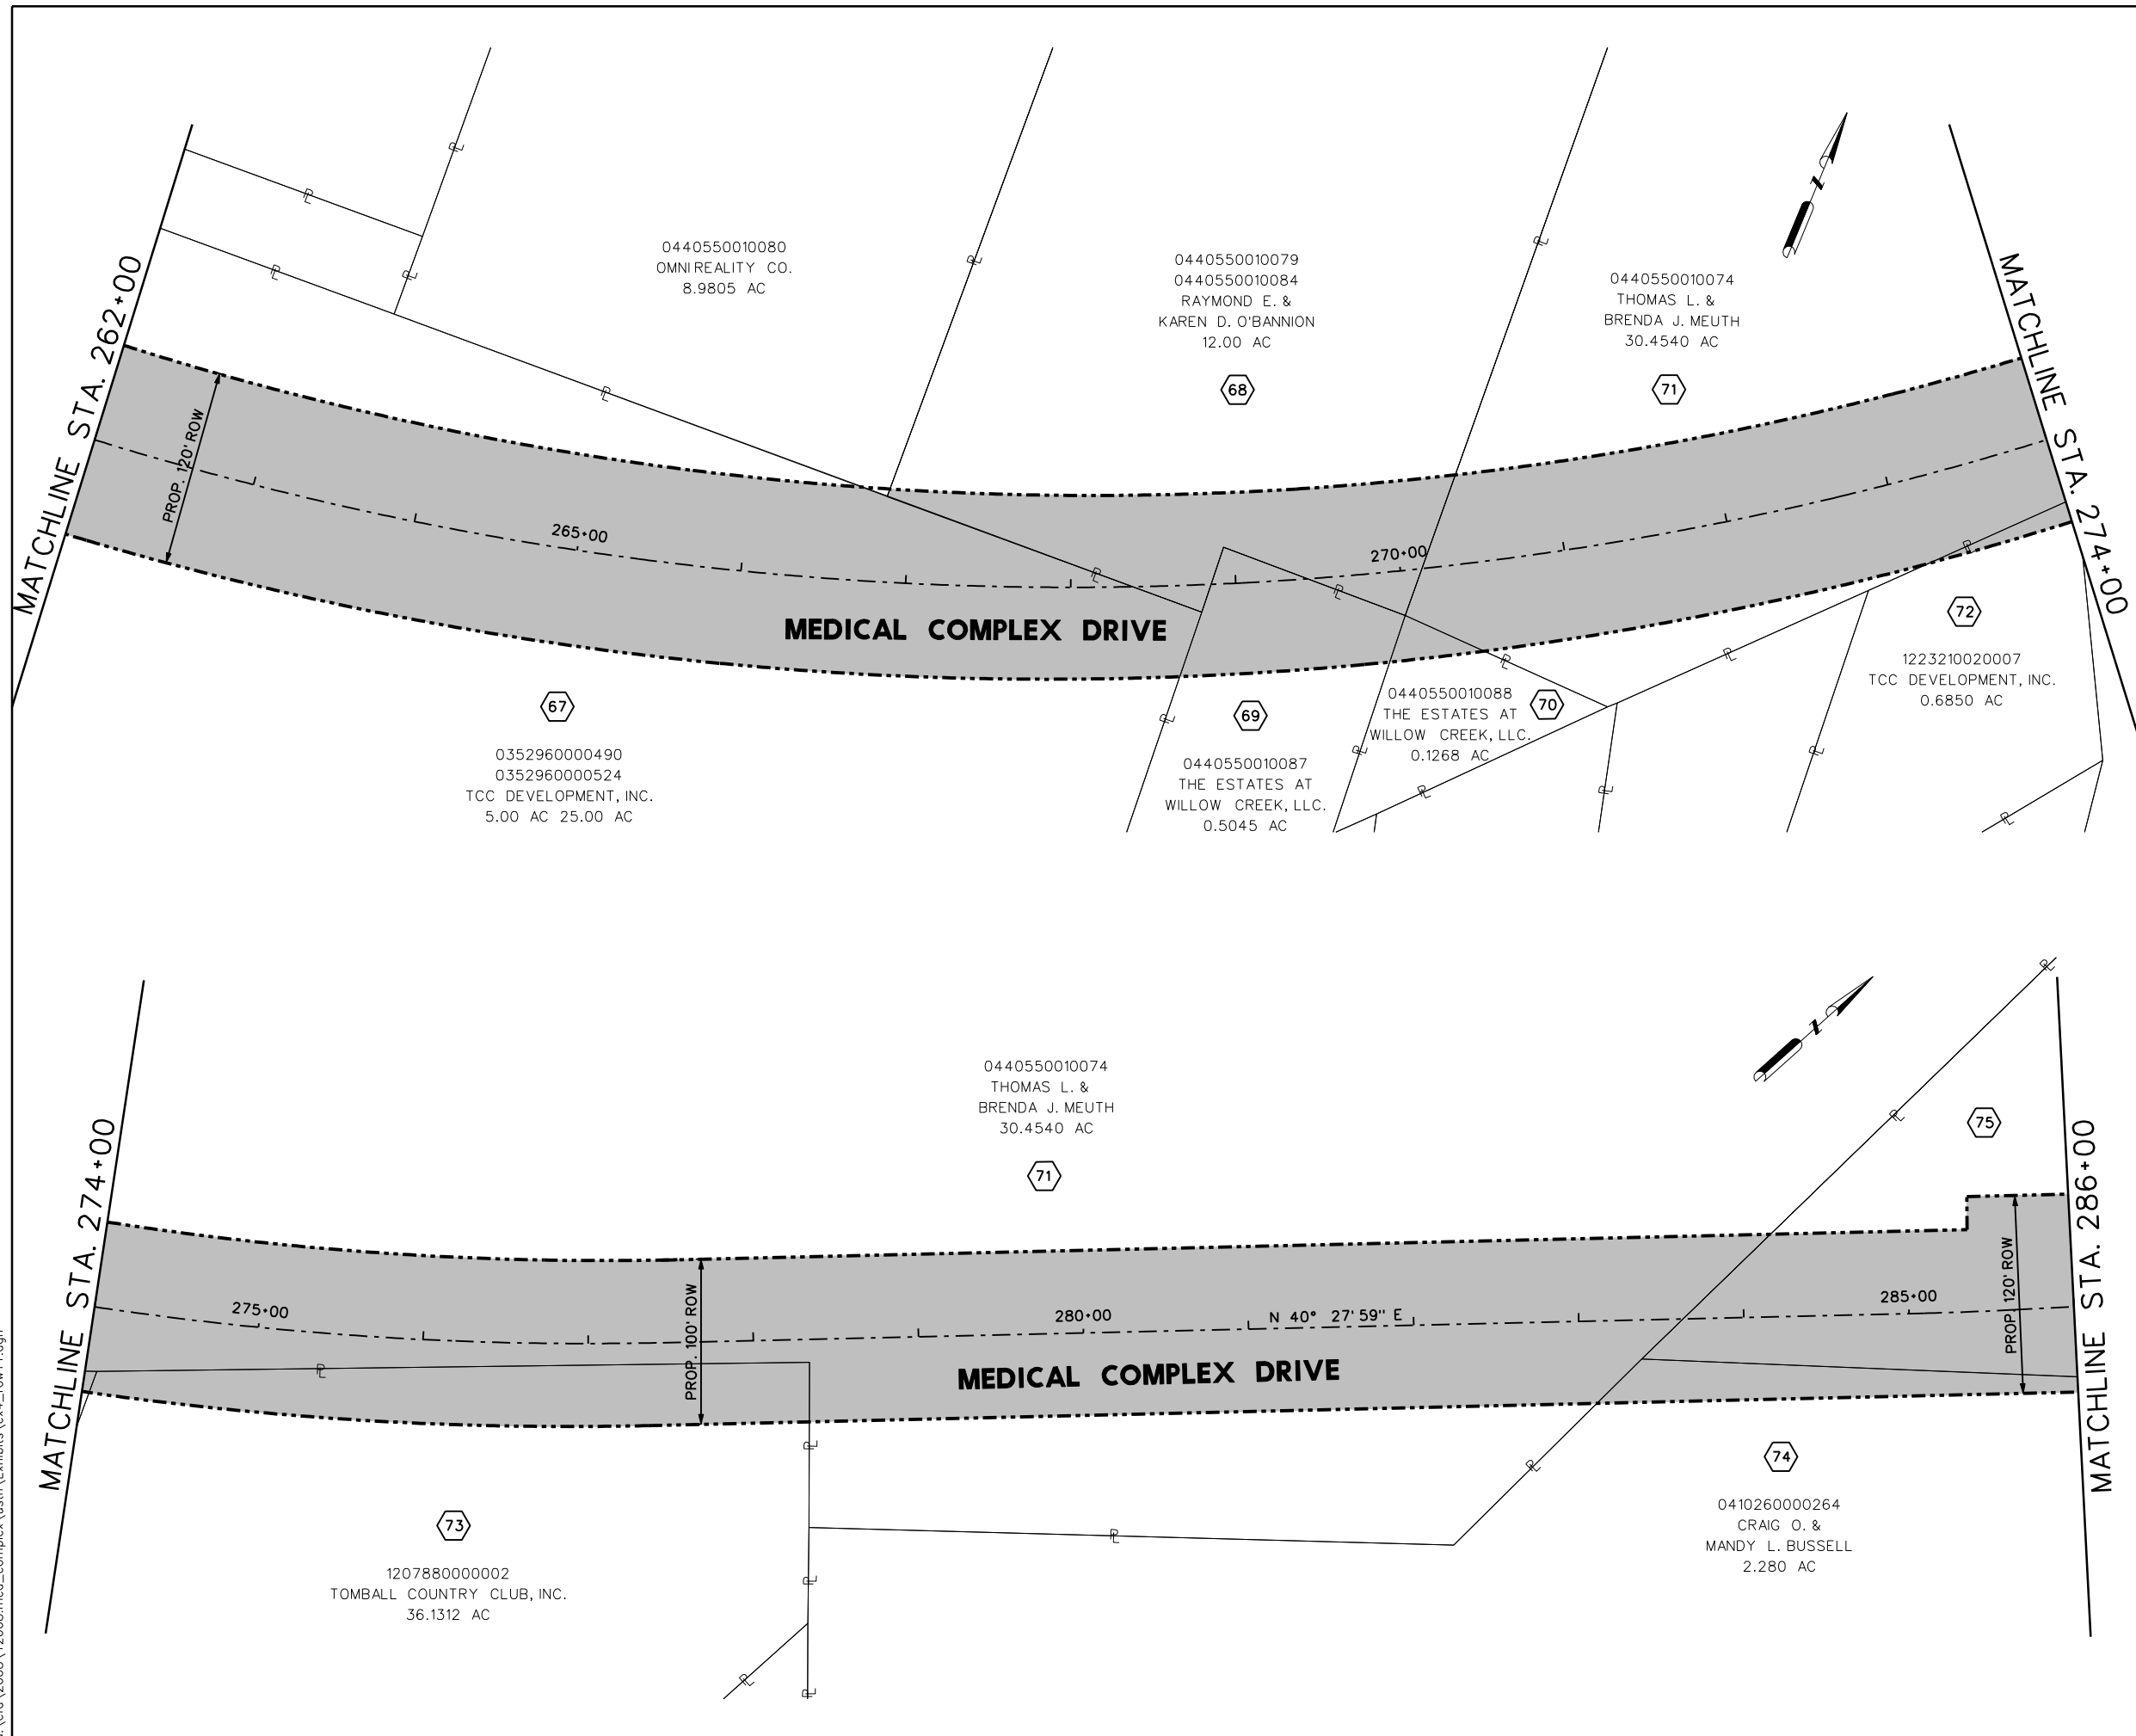 MATCHLINE STA. 262+00
PROP. 120' ROW
0440550010080
OMNIREALITY CO.
8.9805 AC
0440550010079
0440550010084
RAYMOND E. &
KAREN D. O'BANNION
12.00 AC
68
0440550010074
THOMAS L. &
BRENDA J. MEUTH
30.4540 AC
71
N
MATCHLINE STA. 274+00
265+00
270+00
MEDICAL COMPLEX DRIVE
67
0352960000490
0352960000524
TCC DEVELOPMENT, INC.
5.00 AC 25.00 AC
69
0440550010087
THE ESTATES AT
WILLOW CREEK, LLC.
0.5045 AC
0440550010088
THE ESTATES AT
WILLOW CREEK, LLC.
0.1268 AC
70
72
1223210020007
TCC DEVELOPMENT, INC.
0.6850 AC
MATCHLINE STA. 274+00
0440550010074
THOMAS L. &
BRENDA J. MEUTH
30.4540 AC
71
N
75
MATCHLINE STA. 286+00
275+00
PROP. 100' ROW
280+00
N 40° 27' 59" E
285+00
PROP. 120' ROW
MEDICAL COMPLEX DRIVE
73
1207880000002
TOMBALL COUNTRY CLUB, INC.
36.1312 AC
74
0410260000264
CRAIG O. &
MANDY L. BUSSELL
2.280 AC